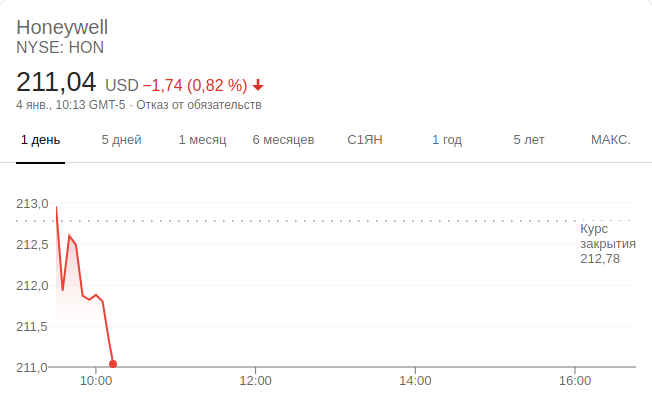 Honeywell
NYSE: HON
211,04 USD −1,74 (0,82 %)
4 янв., 10:13 GMT-5 · Отказ от обязательств
1 день 5 дней 1 месяц 6 месяцев С1ЯН 1 год 5 лет МАКС.
213,0
Курс
212,5 закрытия
212,78
212,0
211,5
211,0
10:00 12:00 14:00 16:00